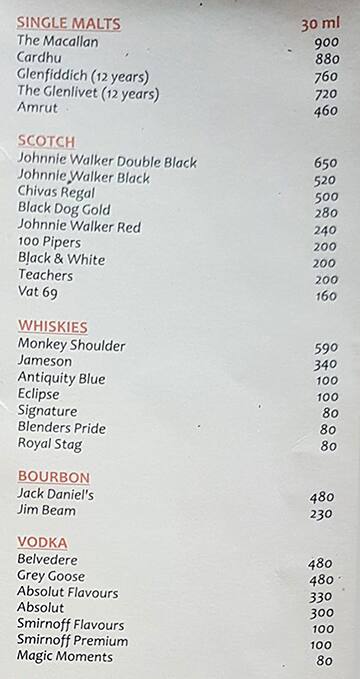 SINGLE MALTS 30 ml
The Macallan 900
Cardhu 880
Glenfiddich (12 years) 760
The Glenlivet (12 years) 720
Amrut 460
SCOTCH
Johnnie Walker Double Black 650
Johnnie Walker Black 520
Chivas Regal 500
Black Dog Gold 280
Johnnie Walker Red 240
100 Pipers 200
Black & White 200
Teachers 200
Vat 69 160
WHISKIES
Monkey Shoulder 590
Jameson 340
Antiquity Blue 100
Eclipse 100
Signature 80
Blenders Pride 80
Royal Stag 80
BOURBON
Jack Daniel's 480
Jim Beam 230
VODKA
Belvedere 480
Grey Goose 480
Absolut Flavours 330
Absolut 300
Smirnoff Flavours 100
Smirnoff Premium 100
Magic Moments 80